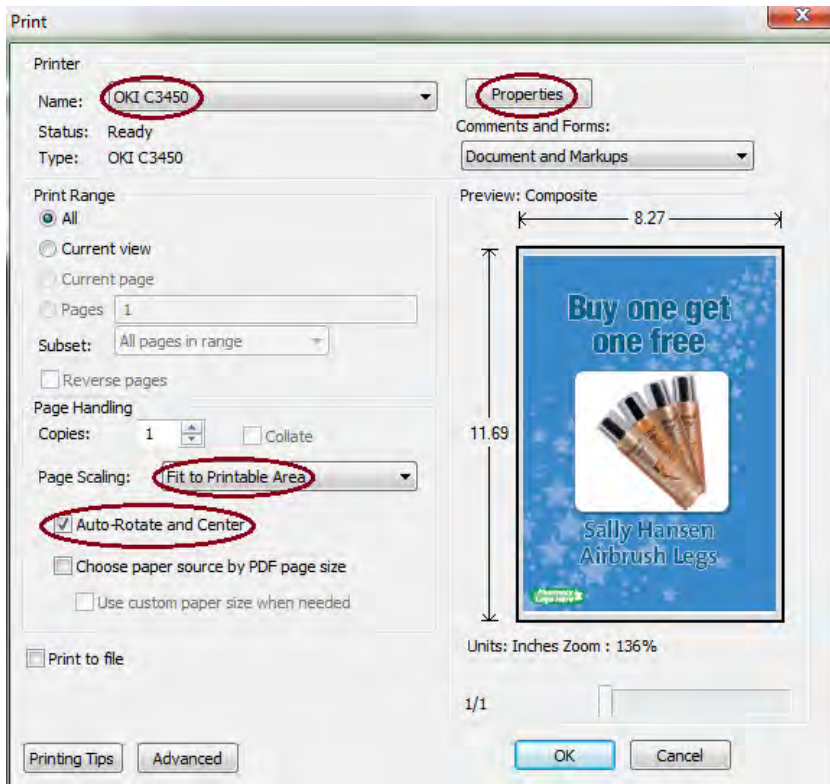 Print
Printer
Name: OKI C3450
Properties
Status: Ready
Comments and Forms:
Type: OKI C3450
Document and Markups
Print Range
All
Current view
Current page
Pages 1
Subset: All pages in range
Reverse pages
Page Handling
Copies: 1 Collate
Page Scaling: Fit to Printable Area
Auto-Rotate and Center
Choose paper source by PDF page size
Use custom paper size when needed
Print to file
Preview: Composite
8.27
11.69
Buy one get
one free
Sally Hansen
Airbrush Legs
Pharmacy
Logo Here
Units: Inches Zoom : 136%
1/1
Printing Tips
Advanced
OK
Cancel